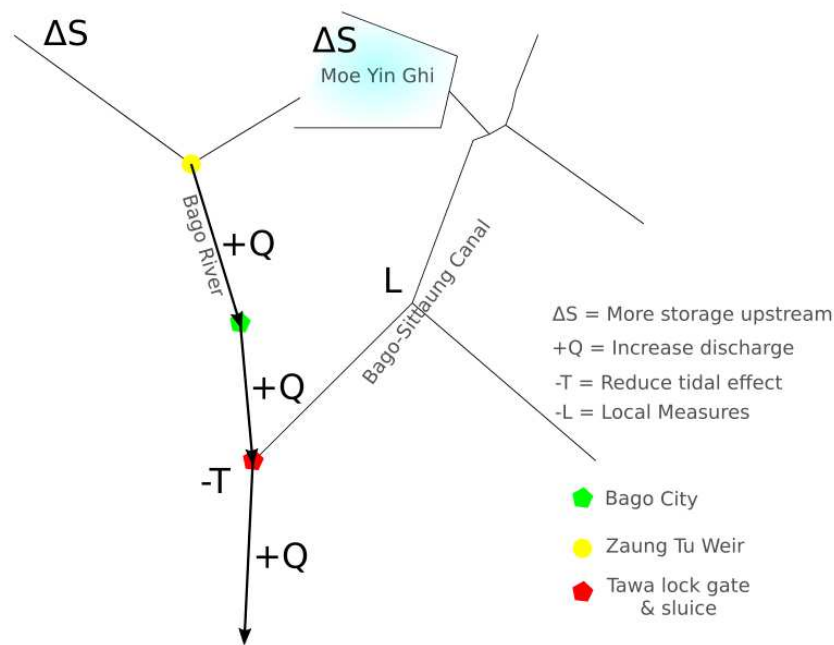 ΔS
ΔS
Moe Yin Ghi
Bago River
+Q
Bago-Sittaung Canal
L
+Q
-T
+Q
ΔS = More storage upstream
+Q = Increase discharge
-T = Reduce tidal effect
-L = Local Measures
Bago City
Zaung Tu Weir
Tawa lock gate
& sluice